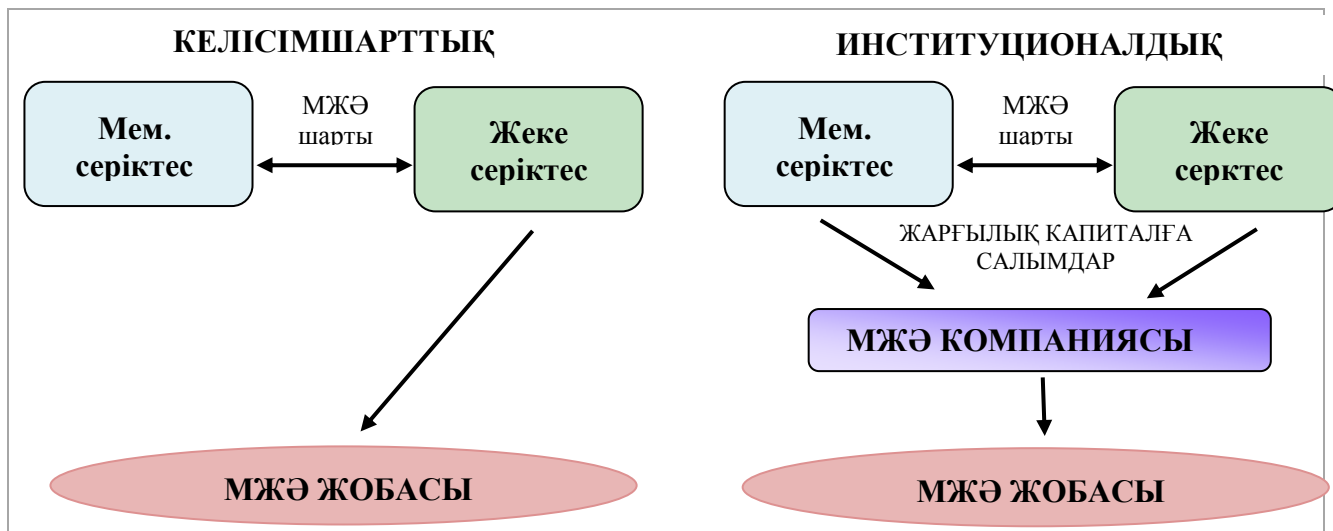 КЕЛІСІМШАРТТЫҚ
Мем.
серіктес
МЖӘ
шарты
Жеке
серіктес
МЖӘ ЖОБАСЫ
ИНСТИТУЦИОНАЛДЫҚ
Мем.
серіктес
МЖӘ
шарты
Жеке
серктес
ЖАРҒЫЛЫҚ КАПИТАЛҒА
САЛЫМДАР
МЖӘ КОМПАНИЯСЫ
МЖӘ ЖОБАСЫ